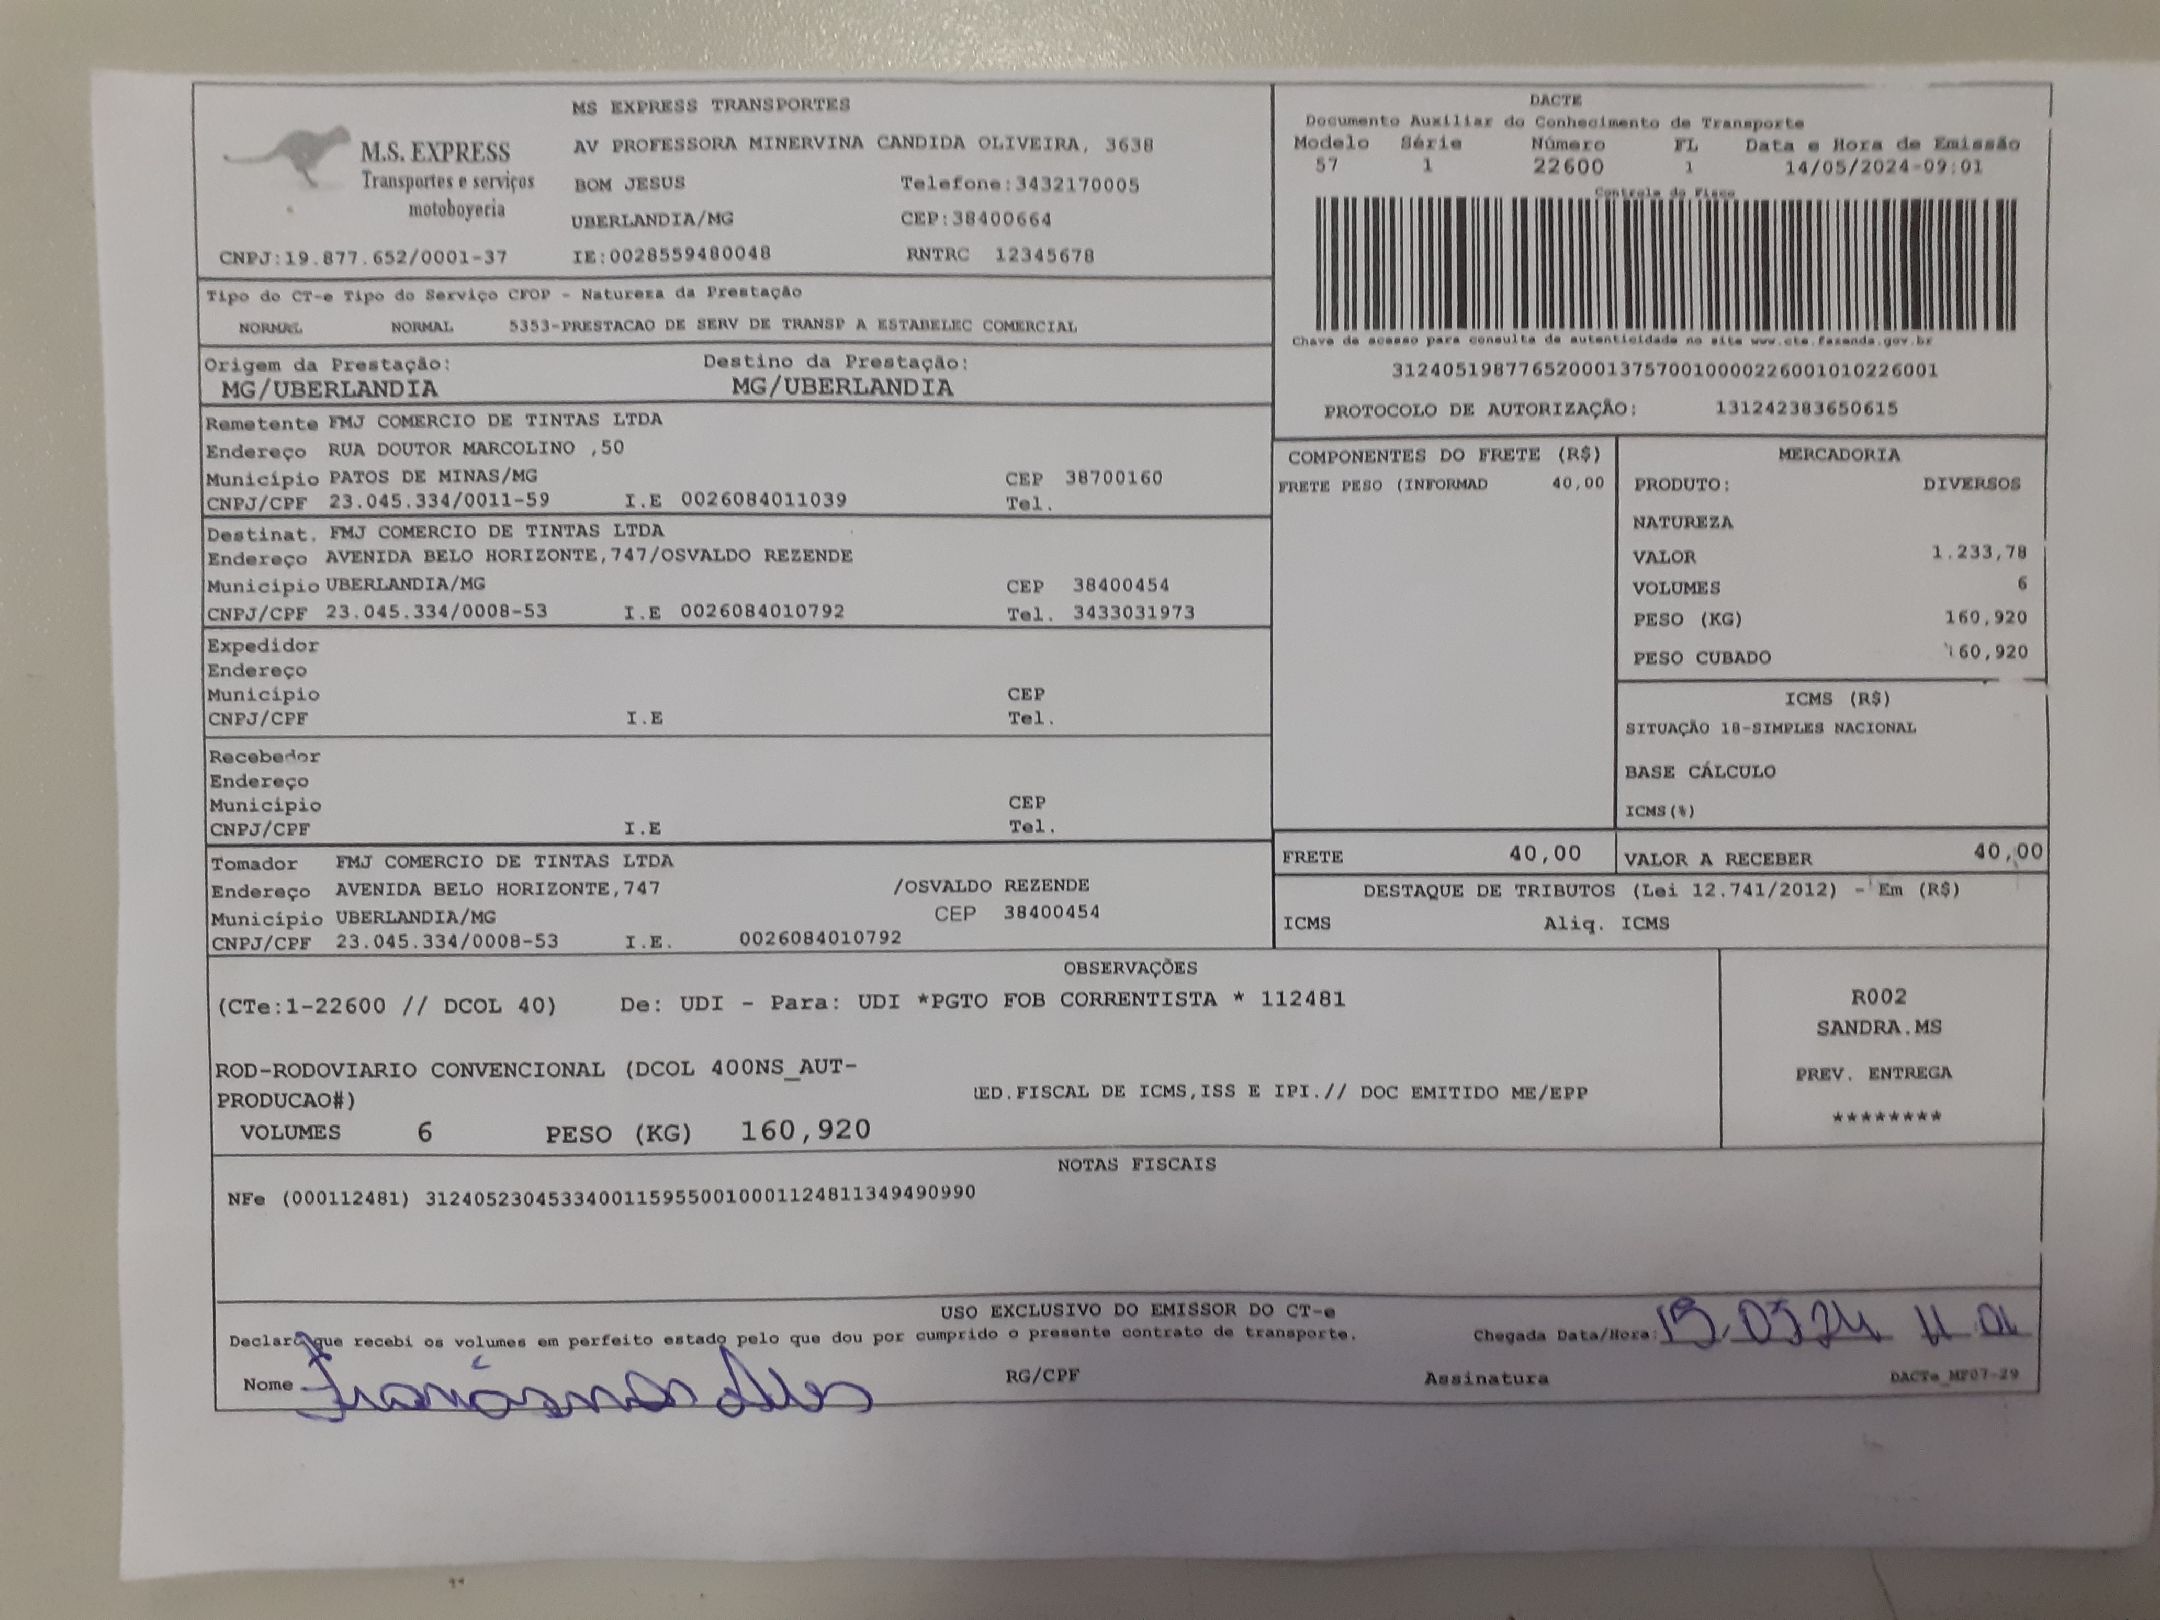 M.S. EXPRESS
Transportes e serviços
motoboyeria
CNPJ:19.877.652/0001-37
MS EXPRESS TRANSPORTES
AV PROFESSORA MINERVINA CANDIDA OLIVEIRA, 3638
BOM JESUS Telefone:3432170005
UBERLANDIA/MG CEP:38400664
IE:0028559480048 RNTRC 12345678
DACTE
Documento Auxiliar do Conhecimento de Transporte
Modelo Série Número FL Data e Hora de Emissão
57 1 22600 1 14/05/2024-09:01
Controle do Fisco
Chave de acesso para consulta de autenticidade no site www.cte.fazenda.gov.br
31240519877652000137570010000226001010226001
PROTOCOLO DE AUTORIZAÇÃO: 131242383650615
Tipo do CT-e Tipo do Serviço CFOP - Natureza da Prestação
NORMAL NORMAL 5353-PRESTACAO DE SERV DE TRANSP A ESTABELEC COMERCIAL
Origem da Prestação: Destino da Prestação:
MG/UBERLANDIA MG/UBERLANDIA
Remetente FMJ COMERCIO DE TINTAS LTDA
Endereço RUA DOUTOR MARCOLINO ,50
Município PATOS DE MINAS/MG CEP 38700160
CNPJ/CPF 23.045.334/0011-59 I.E 0026084011039 Tel.
Destinat. FMJ COMERCIO DE TINTAS LTDA
Endereço AVENIDA BELO HORIZONTE,747/OSVALDO REZENDE
Município UBERLANDIA/MG CEP 38400454
CNPJ/CPF 23.045.334/0008-53 I.E 0026084010792 Tel. 3433031973
Expedidor
Endereço
Município CEP
CNPJ/CPF I.E Tel.
Recebedor
Endereço
Município CEP
CNPJ/CPF I.E Tel.
Tomador FMJ COMERCIO DE TINTAS LTDA
Endereço AVENIDA BELO HORIZONTE,747 /OSVALDO REZENDE
Município UBERLANDIA/MG CEP 38400454
CNPJ/CPF 23.045.334/0008-53 I.E. 0026084010792
COMPONENTES DO FRETE (R$)
FRETE PESO (INFORMAD 40,00
MERCADORIA
PRODUTO: DIVERSOS
NATUREZA
VALOR 1.233,78
VOLUMES 6
PESO (KG) 160,920
PESO CUBADO 160,920
ICMS (R$)
SITUAÇÃO 18-SIMPLES NACIONAL
BASE CÁLCULO
ICMS(%)
FRETE 40,00 VALOR A RECEBER 40,00
DESTAQUE DE TRIBUTOS (Lei 12.741/2012) - Em (R$)
ICMS Aliq. ICMS
OBSERVAÇÕES
(CTe:1-22600 // DCOL 40) De: UDI - Para: UDI *PGTO FOB CORRENTISTA * 112481
ROD-RODOVIARIO CONVENCIONAL (DCOL 400NS_AUT-
PRODUCAO#) ED.FISCAL DE ICMS,ISS E IPI.// DOC EMITIDO ME/EPP
VOLUMES 6 PESO (KG) 160,920
R002
SANDRA.MS
PREV. ENTREGA
********
NOTAS FISCAIS
NFe (000112481) 31240523045334001159550010001124811349490990
USO EXCLUSIVO DO EMISSOR DO CT-e
Declaro que recebi os volumes em perfeito estado pelo que dou por cumprido o presente contrato de transporte. Chegada Data/Hora: 15.05 24 11 01
Nome RG/CPF Assinatura DACTe_MF07-29